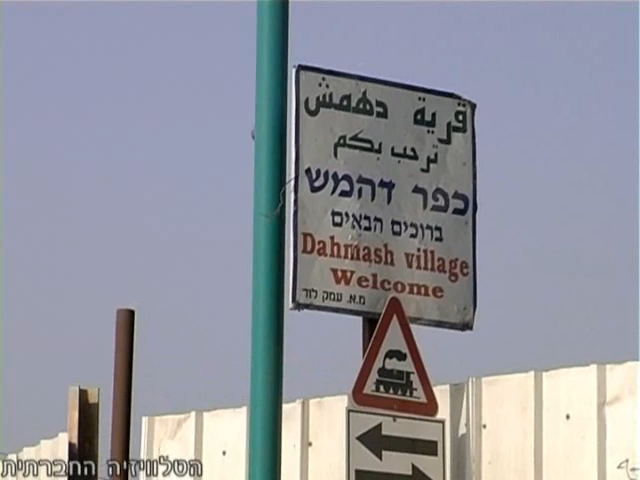 قرية دهمش
ترحب بكم
כפר דהמש
ברוכים הבאים
Dahmash village
Welcome
מ.א. עמק לוד
הטלוויזיה החברתית